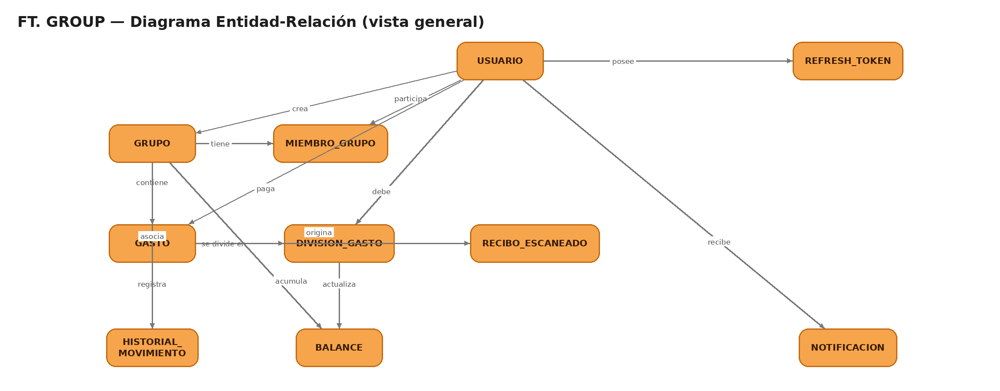 FT. GROUP — Diagrama Entidad-Relación (vista general)
USUARIO
posee
REFRESH_TOKEN
participa
crea
GRUPO
tiene
MIEMBRO_GRUPO
contiene
paga
debe
asocia
GASTO
se divide en
origina
DIVISION_GASTO
RECIBO_ESCANEADO
recibe
registra
acumula
actualiza
HISTORIAL_
MOVIMIENTO
BALANCE
NOTIFICACION